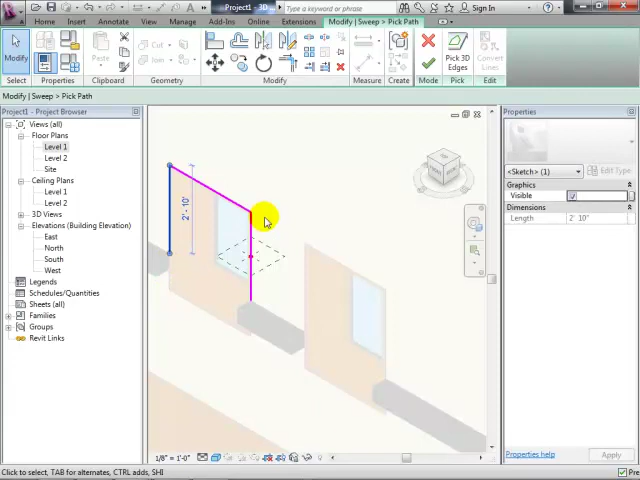 Project1 - 3D
Type a keyword or phrase
Sign In
Home Insert Annotate View Manage Add-Ins Online Extensions Modify | Sweep > Pick Path
Modify
Paste
Cut
Join
Pick 3D Edges
Convert Lines
Select Properties Clipboard Geometry Modify Measure Create Mode Pick Edit
Modify | Sweep > Pick Path
Project1 - Project Browser
Views (all)
Floor Plans
Level 1
Level 2
Site
Ceiling Plans
Level 1
Level 2
3D Views
Elevations (Building Elevation)
East
North
South
West
Legends
Schedules/Quantities
Sheets (all)
Families
Groups
Revit Links
2' - 10"
Properties
<Sketch> (1)
Edit Type
Graphics
Visible
Dimensions
Length 2' 10"
Properties help
Apply
1/8" = 1'-0"
Click to select, TAB for alternates, CTRL adds, SHI
Pre